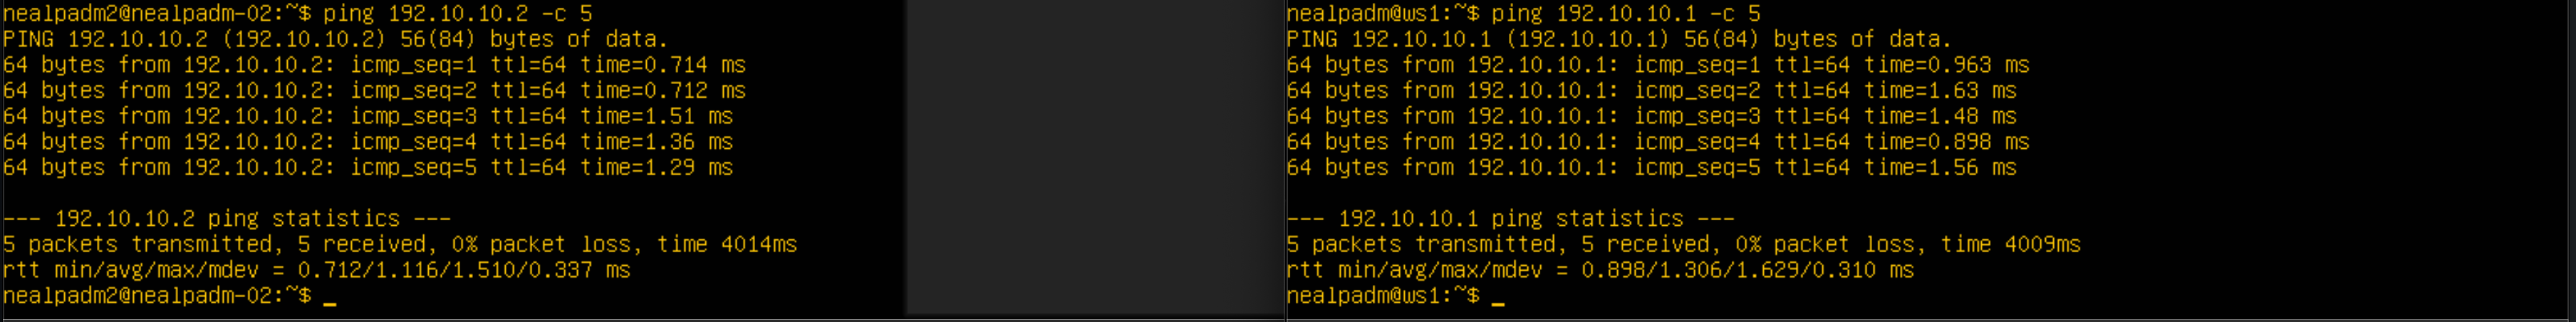 nealpadm2@nealpadm-02:~$ ping 192.10.10.2 -c 5
PING 192.10.10.2 (192.10.10.2) 56(84) bytes of data.
64 bytes from 192.10.10.2: icmp_seq=1 ttl=64 time=0.714 ms
64 bytes from 192.10.10.2: icmp_seq=2 ttl=64 time=0.712 ms
64 bytes from 192.10.10.2: icmp_seq=3 ttl=64 time=1.51 ms
64 bytes from 192.10.10.2: icmp_seq=4 ttl=64 time=1.36 ms
64 bytes from 192.10.10.2: icmp_seq=5 ttl=64 time=1.29 ms
--- 192.10.10.2 ping statistics ---
5 packets transmitted, 5 received, 0% packet loss, time 4014ms
rtt min/avg/max/mdev = 0.712/1.116/1.510/0.337 ms
nealpadm2@nealpadm-02:~$ _
nealpadm@ws1:~$ ping 192.10.10.1 -c 5
PING 192.10.10.1 (192.10.10.1) 56(84) bytes of data.
64 bytes from 192.10.10.1: icmp_seq=1 ttl=64 time=0.963 ms
64 bytes from 192.10.10.1: icmp_seq=2 ttl=64 time=1.63 ms
64 bytes from 192.10.10.1: icmp_seq=3 ttl=64 time=1.48 ms
64 bytes from 192.10.10.1: icmp_seq=4 ttl=64 time=0.898 ms
64 bytes from 192.10.10.1: icmp_seq=5 ttl=64 time=1.56 ms
--- 192.10.10.1 ping statistics ---
5 packets transmitted, 5 received, 0% packet loss, time 4009ms
rtt min/avg/max/mdev = 0.898/1.306/1.629/0.310 ms
nealpadm@ws1:~$ _